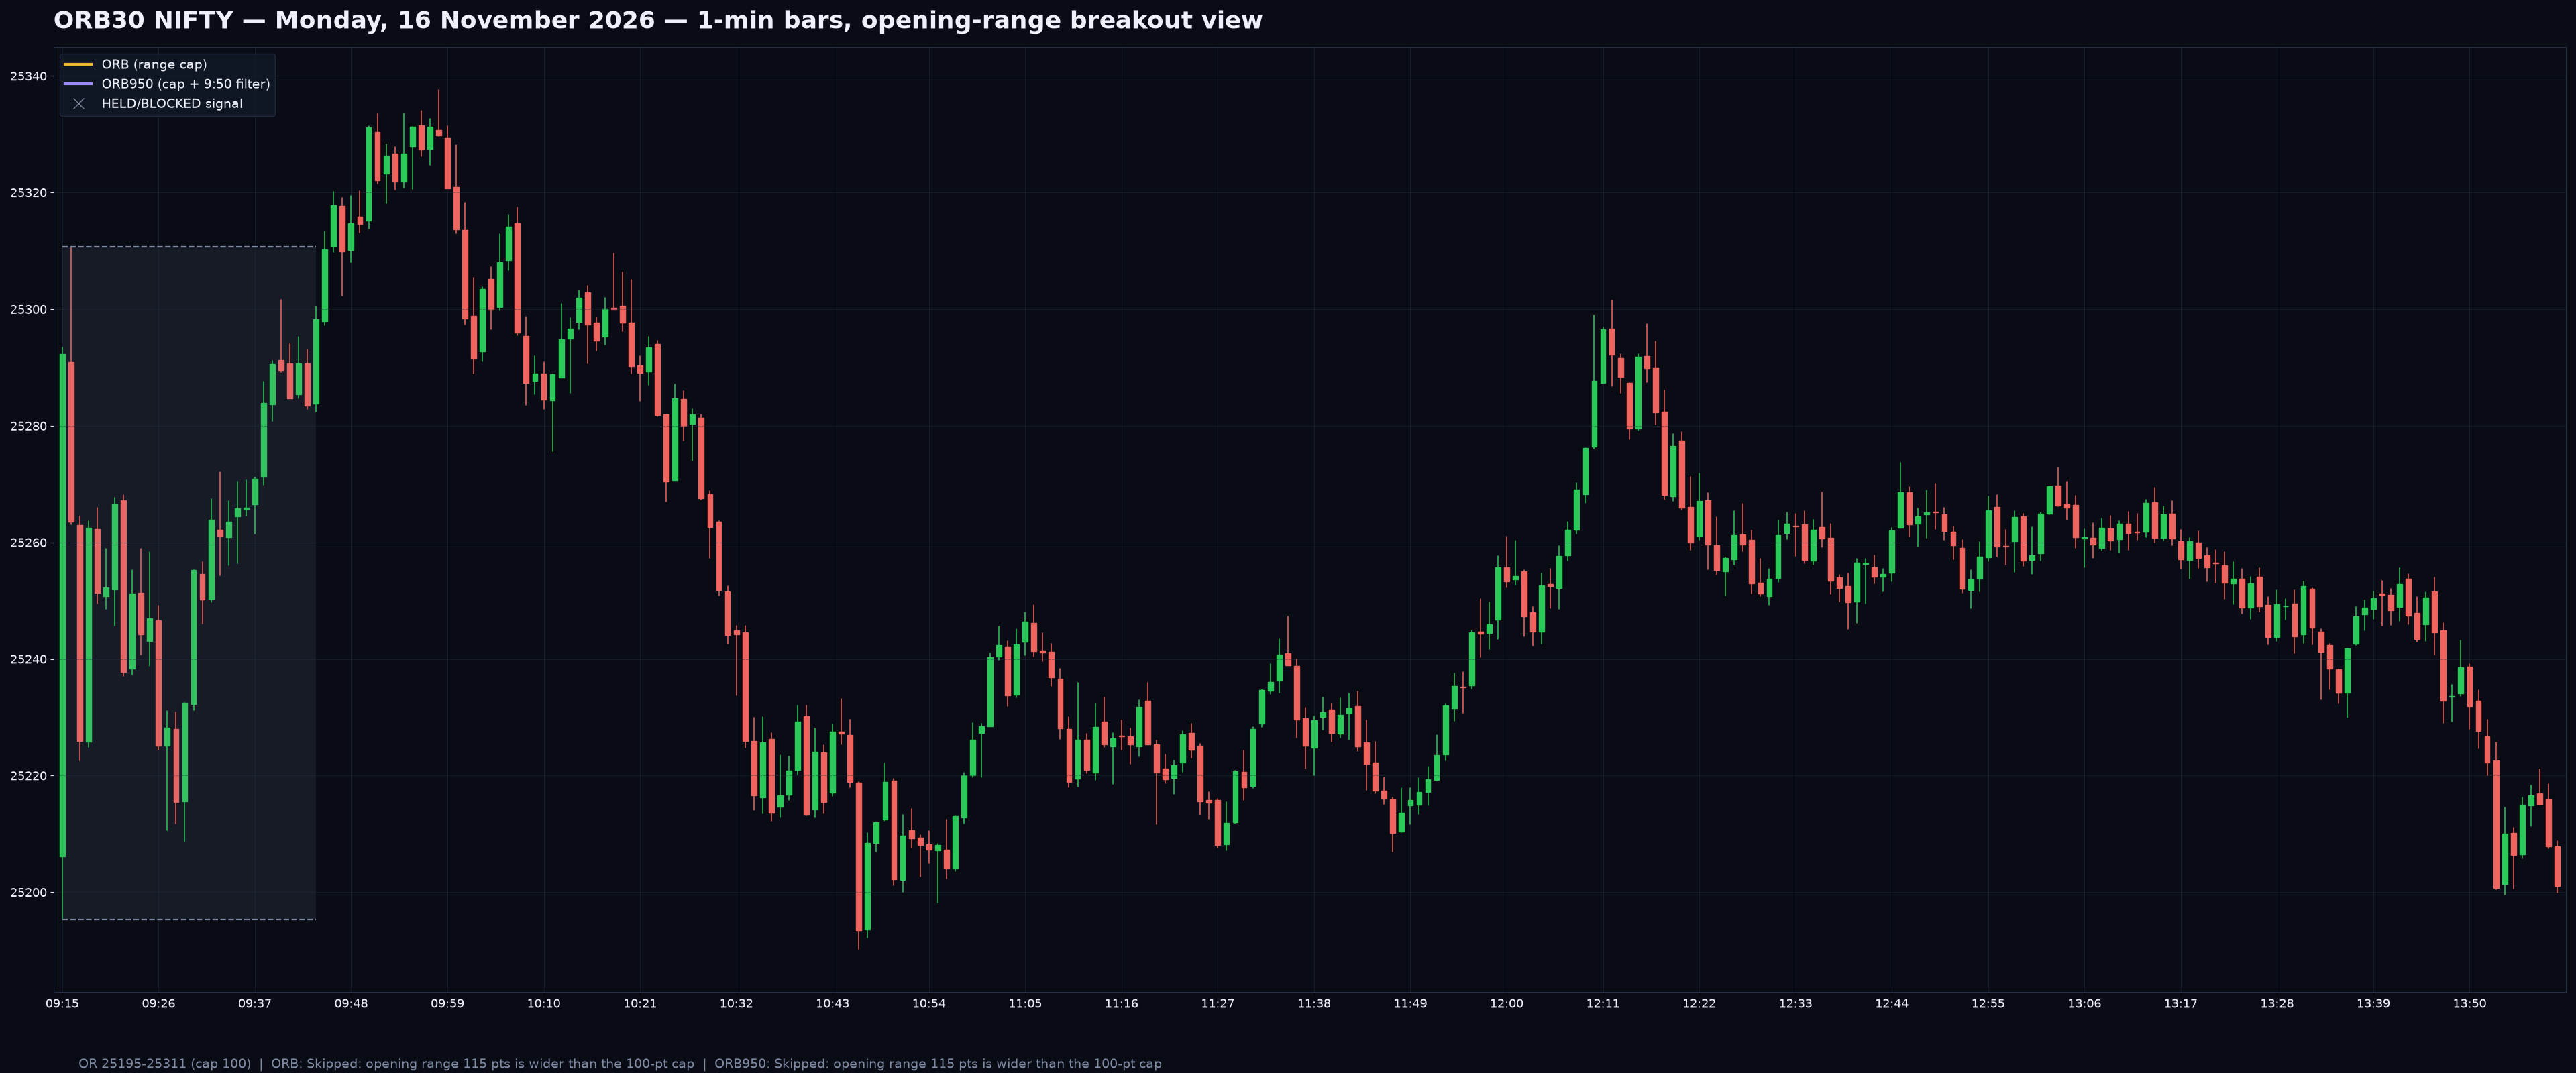 ORB30 NIFTY — Monday, 16 November 2026 — 1-min bars, opening-range breakout view
ORB (range cap)
ORB950 (cap + 9:50 filter)
HELD/BLOCKED signal
25340
25320
25300
25280
25260
25240
25220
25200
09:15 09:26 09:37 09:48 09:59 10:10 10:21 10:32 10:43 10:54 11:05 11:16 11:27 11:38 11:49 12:00 12:11 12:22 12:33 12:44 12:55 13:06 13:17 13:28 13:39 13:50
OR 25195-25311 (cap 100) | ORB: Skipped: opening range 115 pts is wider than the 100-pt cap | ORB950: Skipped: opening range 115 pts is wider than the 100-pt cap